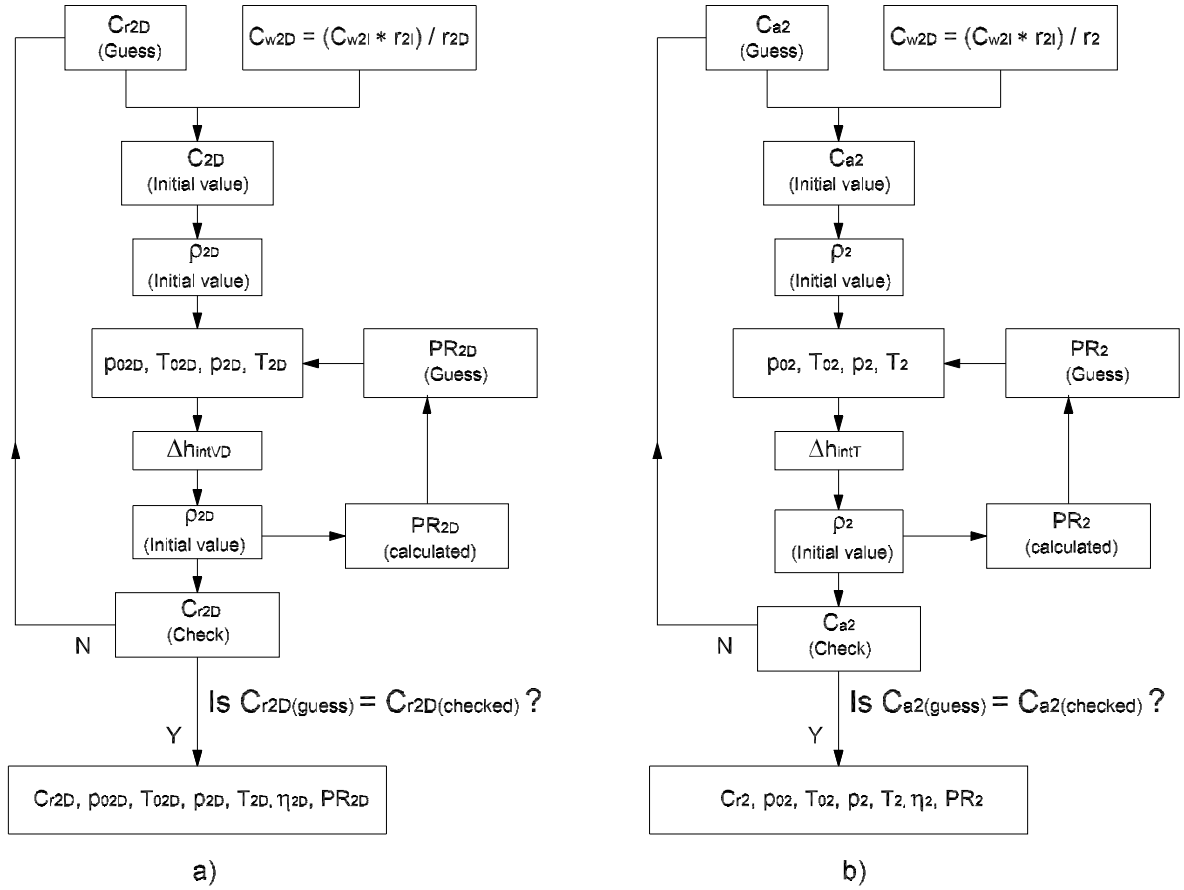 Cr2D
(Guess)
Cw2D = (Cw2I * r2I) / r2D
C2D
(Initial value)
ρ2D
(Initial value)
p02D, T02D, p2D, T2D
PR2D
(Guess)
ΔhintVD
ρ2D
(Initial value)
PR2D
(calculated)
Cr2D
(Check)
N
Is Cr2D(guess) = Cr2D(checked) ?
Y
Cr2D, p02D, T02D, p2D, T2D, η2D, PR2D
a)
Ca2
(Guess)
Cw2D = (Cw2I * r2I) / r2
Ca2
(Initial value)
ρ2
(Initial value)
p02, T02, p2, T2
PR2
(Guess)
ΔhintT
ρ2
(Initial value)
PR2
(calculated)
Ca2
(Check)
N
Is Ca2(guess) = Ca2(checked) ?
Y
Cr2, p02, T02, p2, T2, η2, PR2
b)